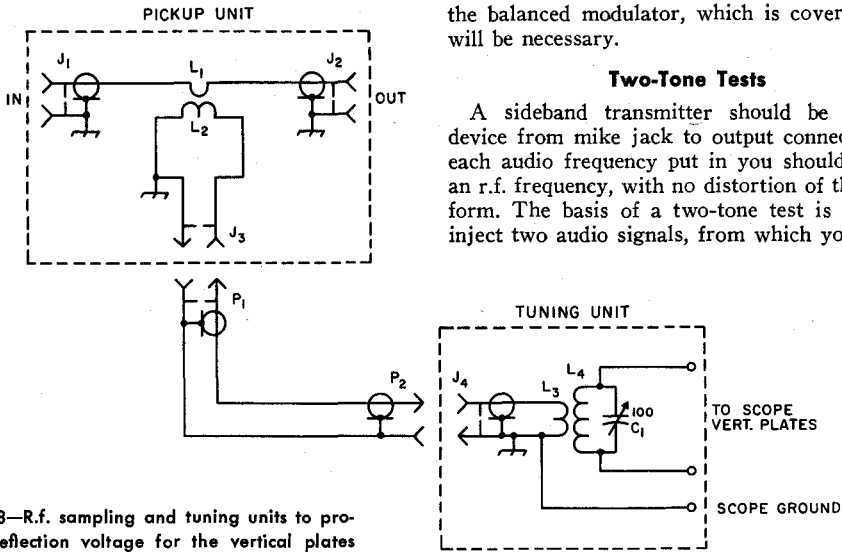 PICKUP UNIT
J1
L1
J2
IN
OUT
L2
J3
P1
P2
the balanced modulator, which is cover
will be necessary.
Two-Tone Tests
A sideband transmitter should be
device from mike jack to output connec
each audio frequency put in you should
an r.f. frequency, with no distortion of th
form. The basis of a two-tone test is
inject two audio signals, from which yo
TUNING UNIT
J4
L3
L4
100
C1
TO SCOPE
VERT. PLATES
SCOPE GROUND
3—R.f. sampling and tuning units to pro-
eflection voltage for the vertical plates